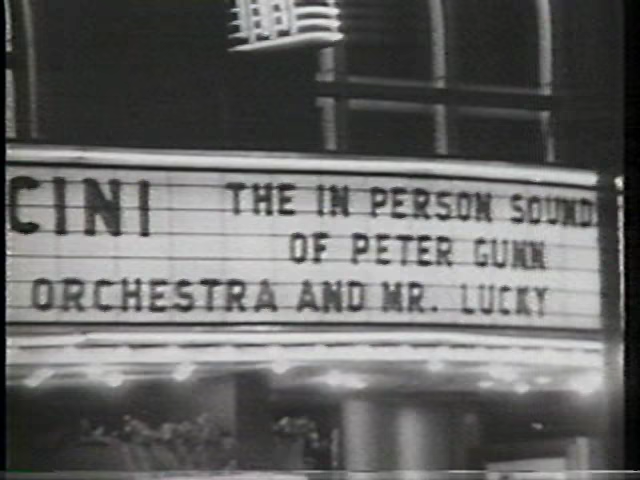 CINI THE IN PERSON SOUND
OF PETER GUNN
ORCHESTRA AND MR. LUCKY